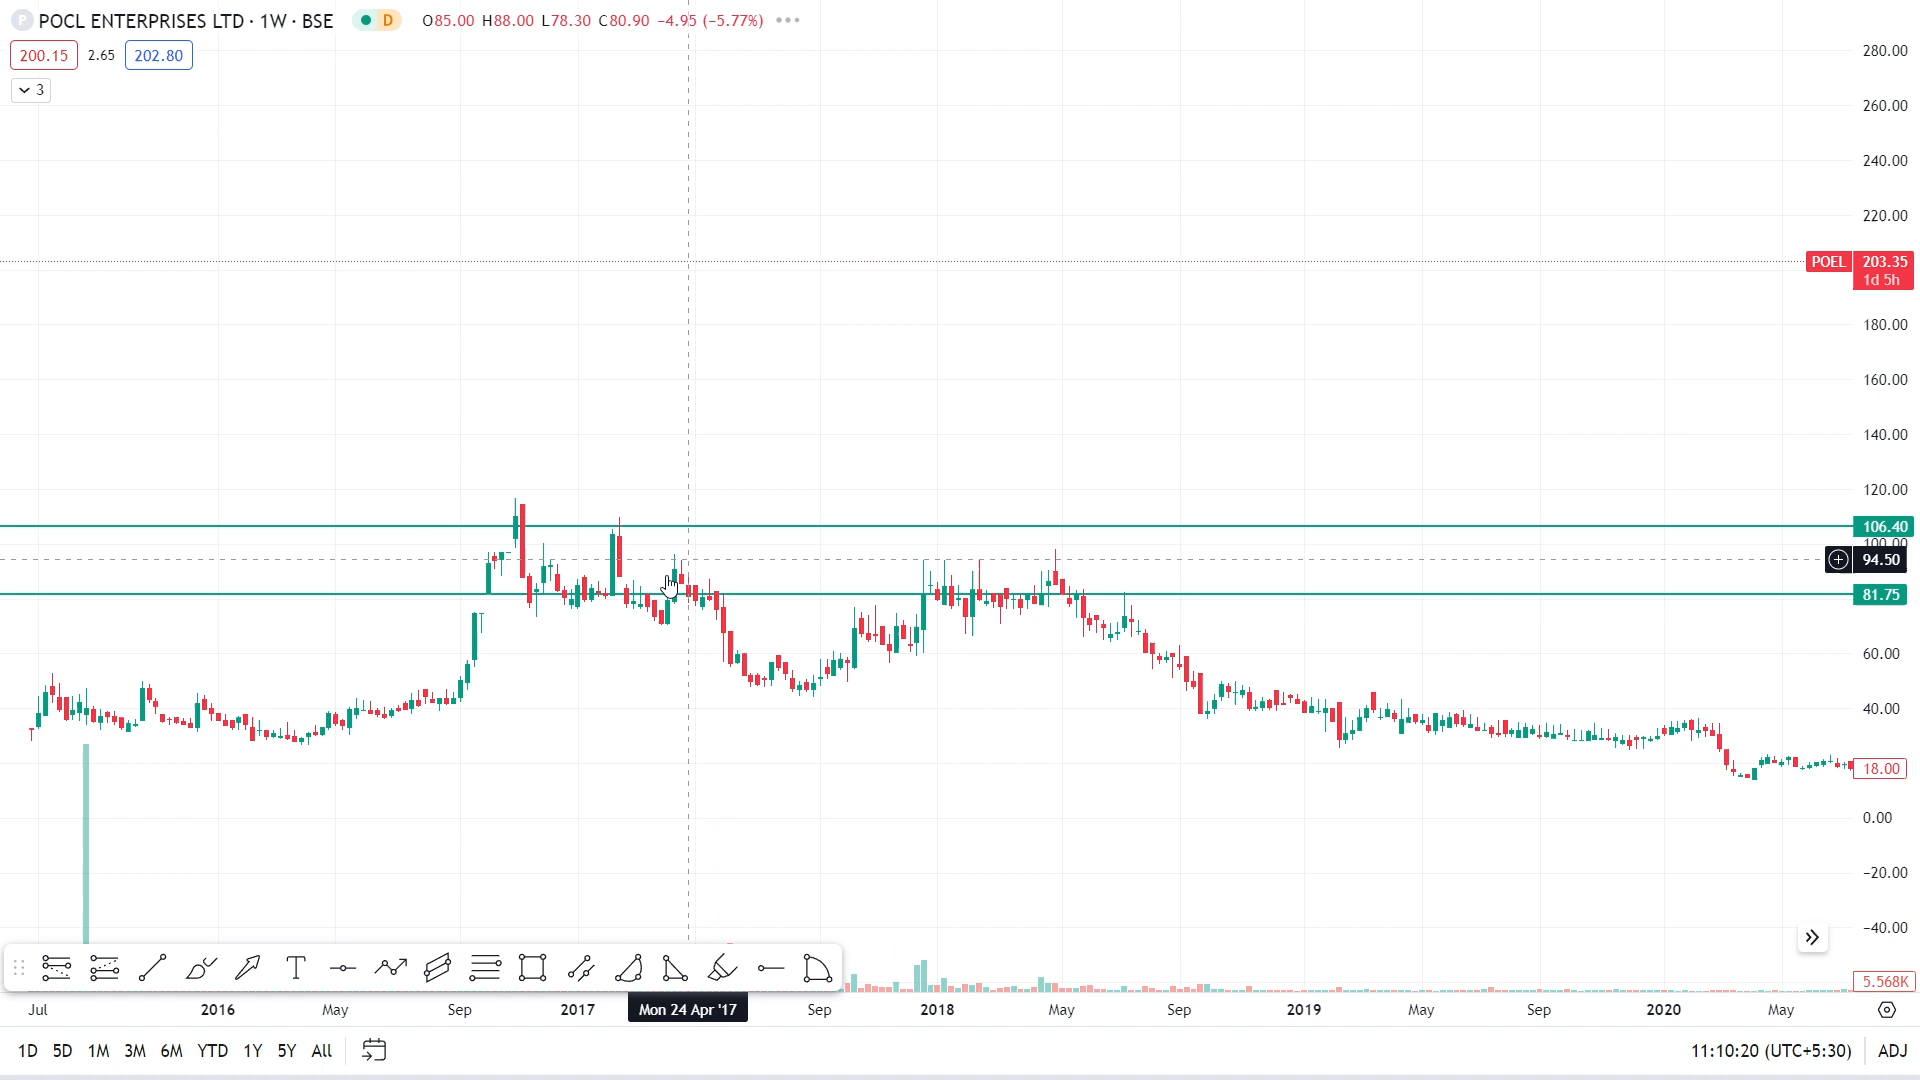 P POCL ENTERPRISES LTD · 1W · BSE D O85.00 H88.00 L78.30 C80.90 −4.95 (−5.77%)
200.15 2.65 202.80
3
280.00
260.00
240.00
220.00
POEL 203.35
1d 5h
180.00
160.00
140.00
120.00
106.40
100.00
94.50
81.75
60.00
40.00
18.00
0.00
−20.00
−40.00
T
5.568K
Jul 2016 May Sep 2017 Mon 24 Apr '17 Sep 2018 May Sep 2019 May Sep 2020 May
1D 5D 1M 3M 6M YTD 1Y 5Y All 11:10:20 (UTC+5:30) ADJ